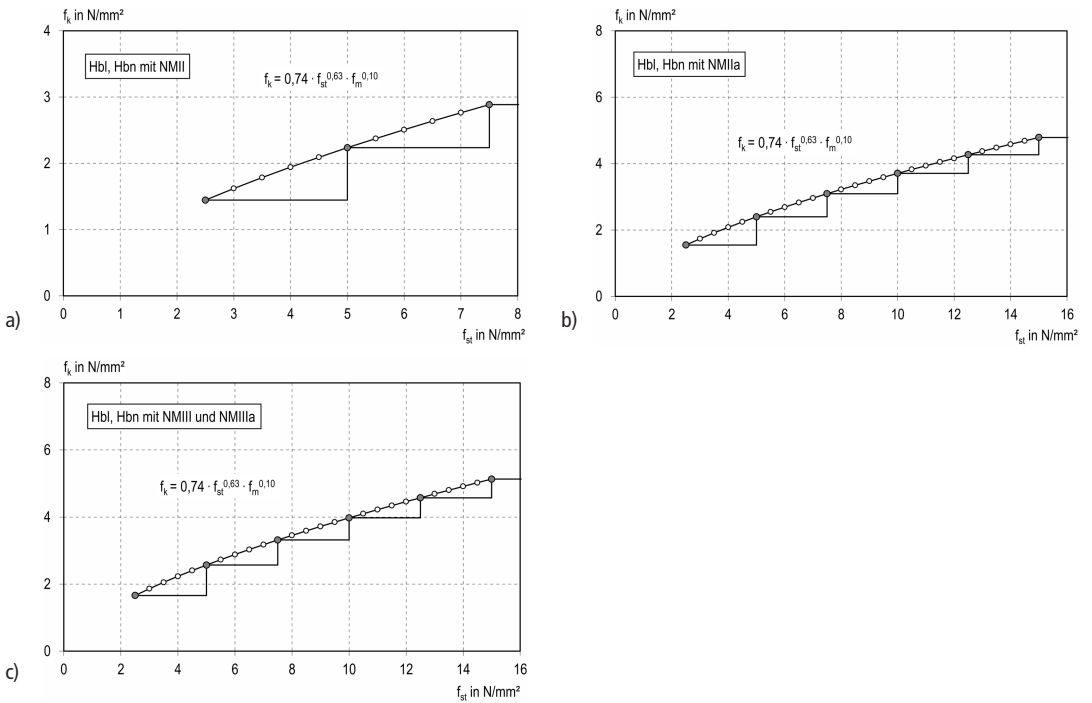 f_k in N/mm²
4
3
2
1
0
Hbl, Hbn mit NMII
f_k = 0,74 · f_st^0,63 · f_m^0,10
0 1 2 3 4 5 6 7 8
f_st in N/mm²
a)
f_k in N/mm²
8
6
4
2
0
Hbl, Hbn mit NMIIa
f_k = 0,74 · f_st^0,63 · f_m^0,10
0 2 4 6 8 10 12 14 16
f_st in N/mm²
b)
f_k in N/mm²
8
6
4
2
0
Hbl, Hbn mit NMIII und NMIIIa
f_k = 0,74 · f_st^0,63 · f_m^0,10
0 2 4 6 8 10 12 14 16
f_st in N/mm²
c)